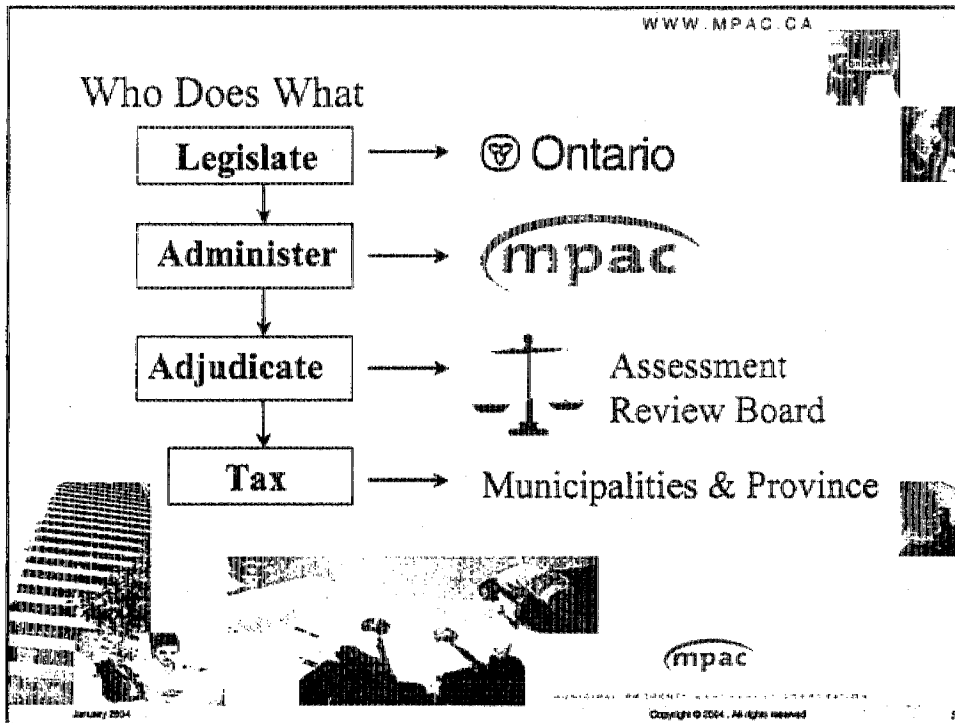 WWW.MPAC.CA
Who Does What
Legislate
Ontario
Administer
mpac
Adjudicate
Assessment
Review Board
Tax
Municipalities & Province
mpac
January 2004
Copyright © 2004. All rights reserved